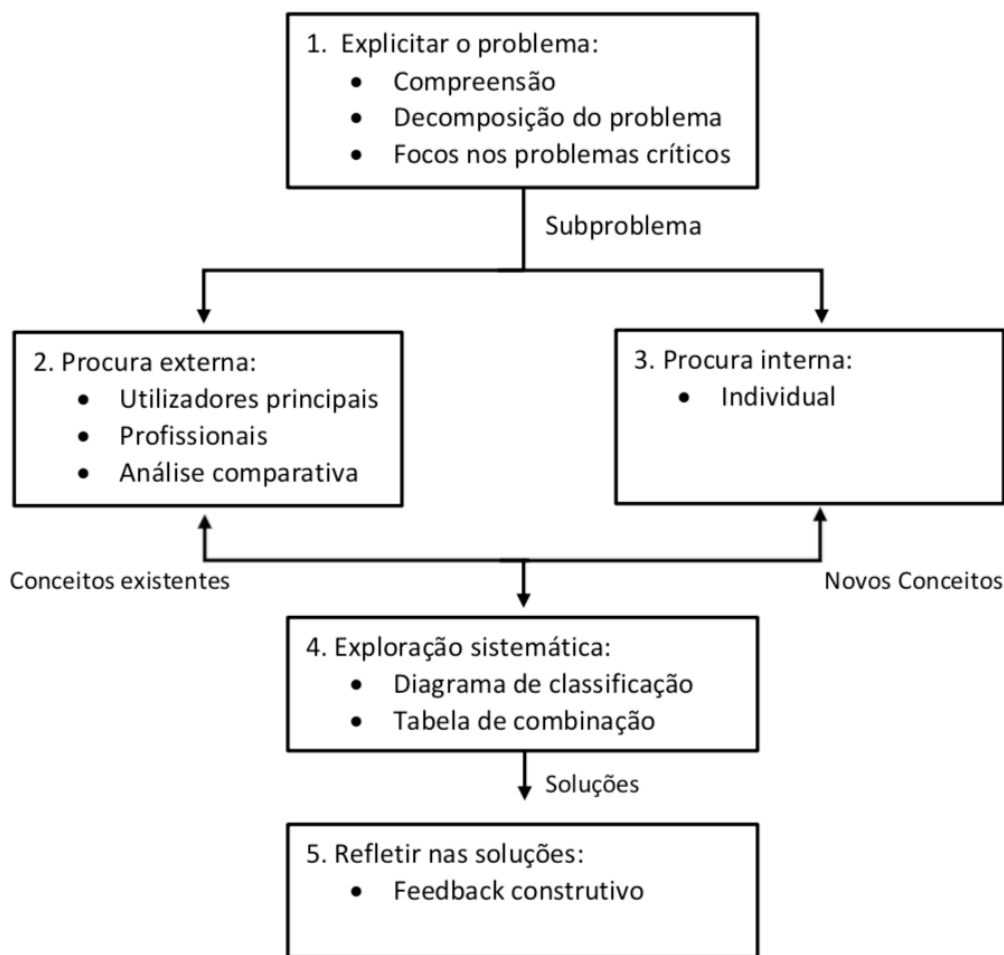 1. Explicitar o problema:
• Compreensão
• Decomposição do problema
• Focos nos problemas críticos
Subproblema
2. Procura externa:
• Utilizadores principais
• Profissionais
• Análise comparativa
3. Procura interna:
• Individual
Conceitos existentes
Novos Conceitos
4. Exploração sistemática:
• Diagrama de classificação
• Tabela de combinação
Soluções
5. Refletir nas soluções:
• Feedback construtivo